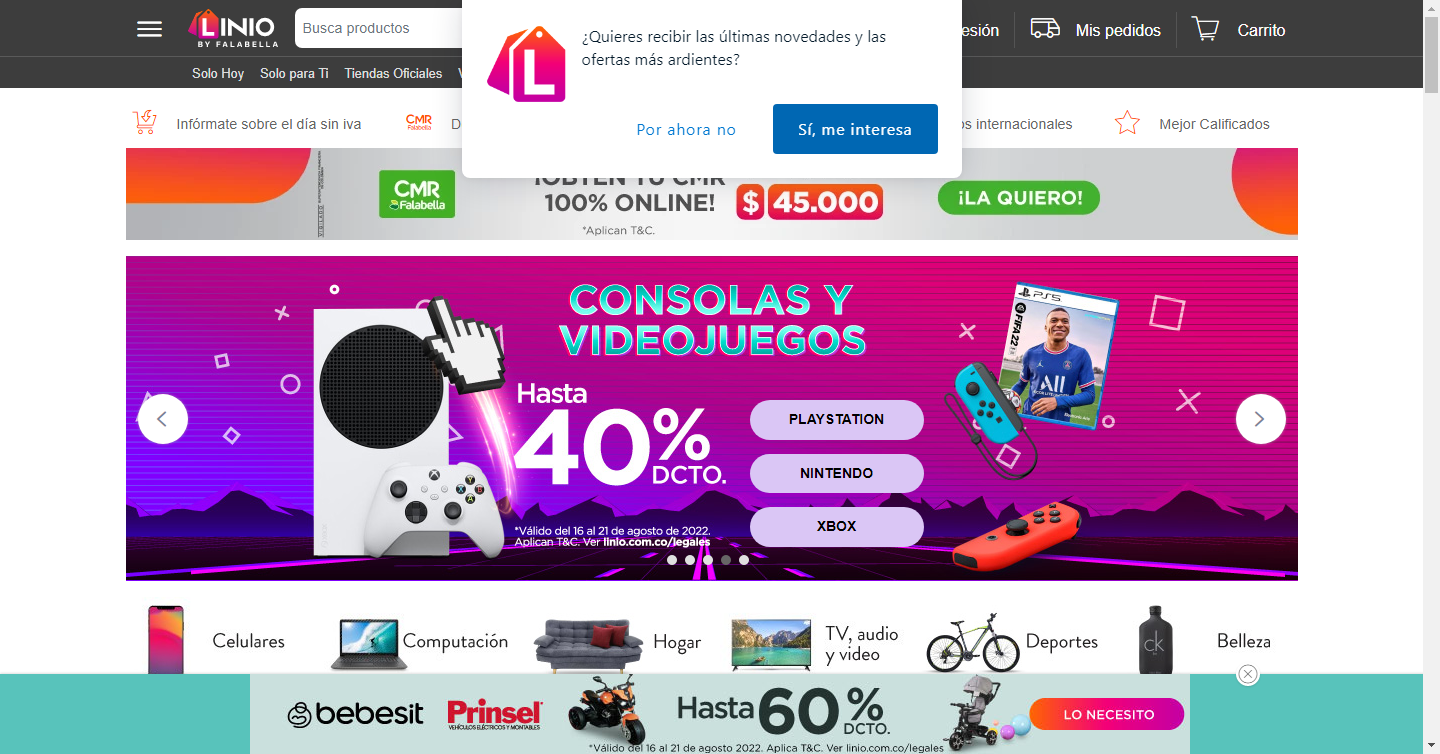 LINIO
BY FALABELLA
Busca productos
esión
Mis pedidos
Carrito
Solo Hoy
Solo para Ti
Tiendas Oficiales
¿Quieres recibir las últimas novedades y las
ofertas más ardientes?
Por ahora no
Sí, me interesa
L
Infórmate sobre el día sin iva
CMR
Falabella
D
os internacionales
Mejor Calificados
VIGILADO
CMR
Falabella
¡OBTÉN TU CMR
100% ONLINE!
*Aplican T&C.
$ 45.000
¡LA QUIERO!
CONSOLAS Y
VIDEOJUEGOS
Hasta
40%
DCTO.
*Válido del 16 al 21 de agosto de 2022.
Aplican T&C. Ver linio.com.co/legales
PLAYSTATION
NINTENDO
XBOX
PS5
FIFA 22
ALL
Celulares
Computación
Hogar
TV, audio
y video
Deportes
ck
be
Belleza
bebesit
Prinsel
VEHÍCULOS ELÉCTRICOS Y MONTABLES
Hasta 60%
DCTO.
*Válido del 16 al 21 de agosto 2022. Aplica T&C. Ver linio.com.co/legales
LO NECESITO